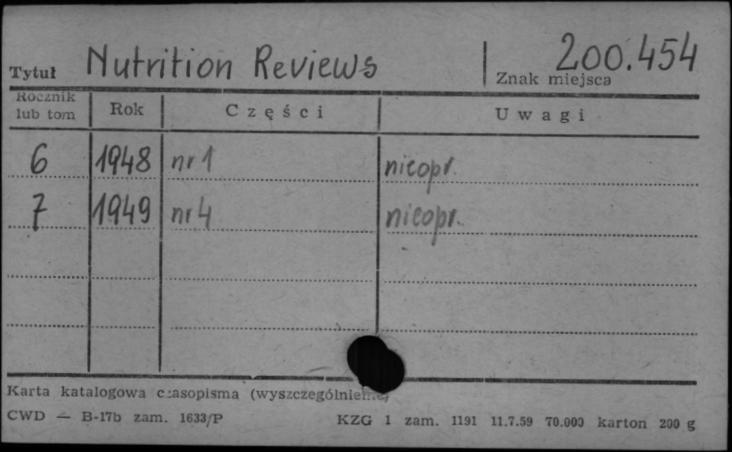 Tytuł Nutrition Reviews 200.454
Znak miejsca
Rocznik lub tom Rok Części Uwagi
6 1948 nr 1 nieopr.
7 1949 nr 4 nieopr.
Karta katalogowa czasopisma
CWD — B-17b zam. 1633/P KZG 1 zam. 1191 11.7.59 70.000 karton 200 g